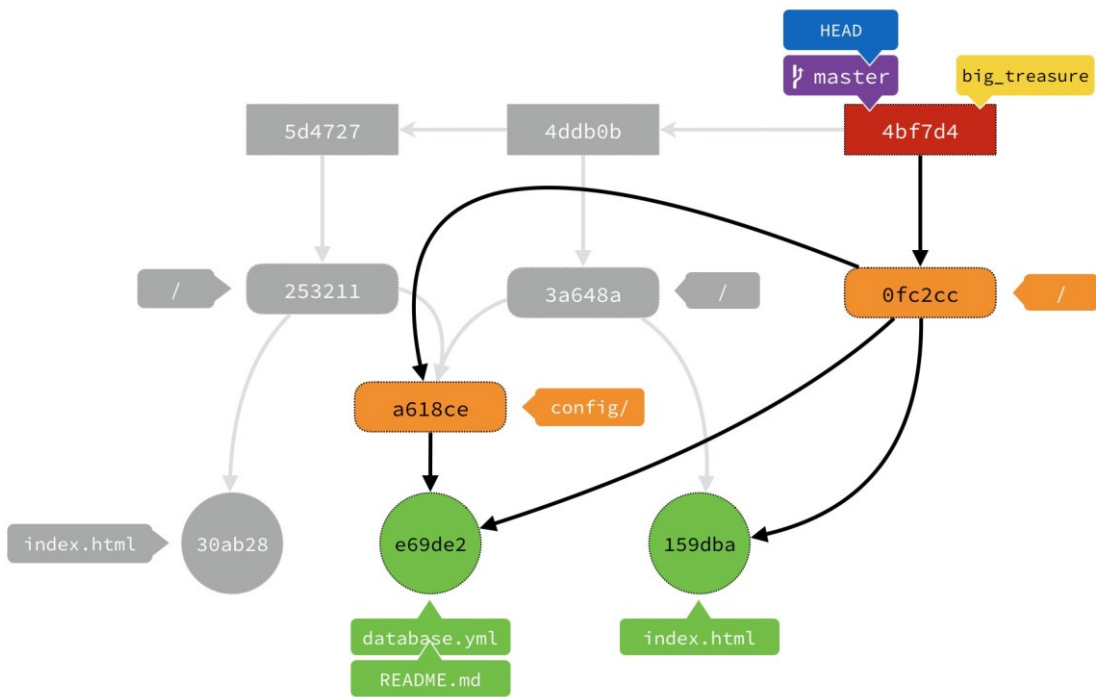 HEAD
master
big_treasure
5d4727
4ddb0b
4bf7d4
/
253211
3a648a
/
0fc2cc
/
a618ce
config/
index.html
30ab28
e69de2
159dba
database.yml
index.html
README.md